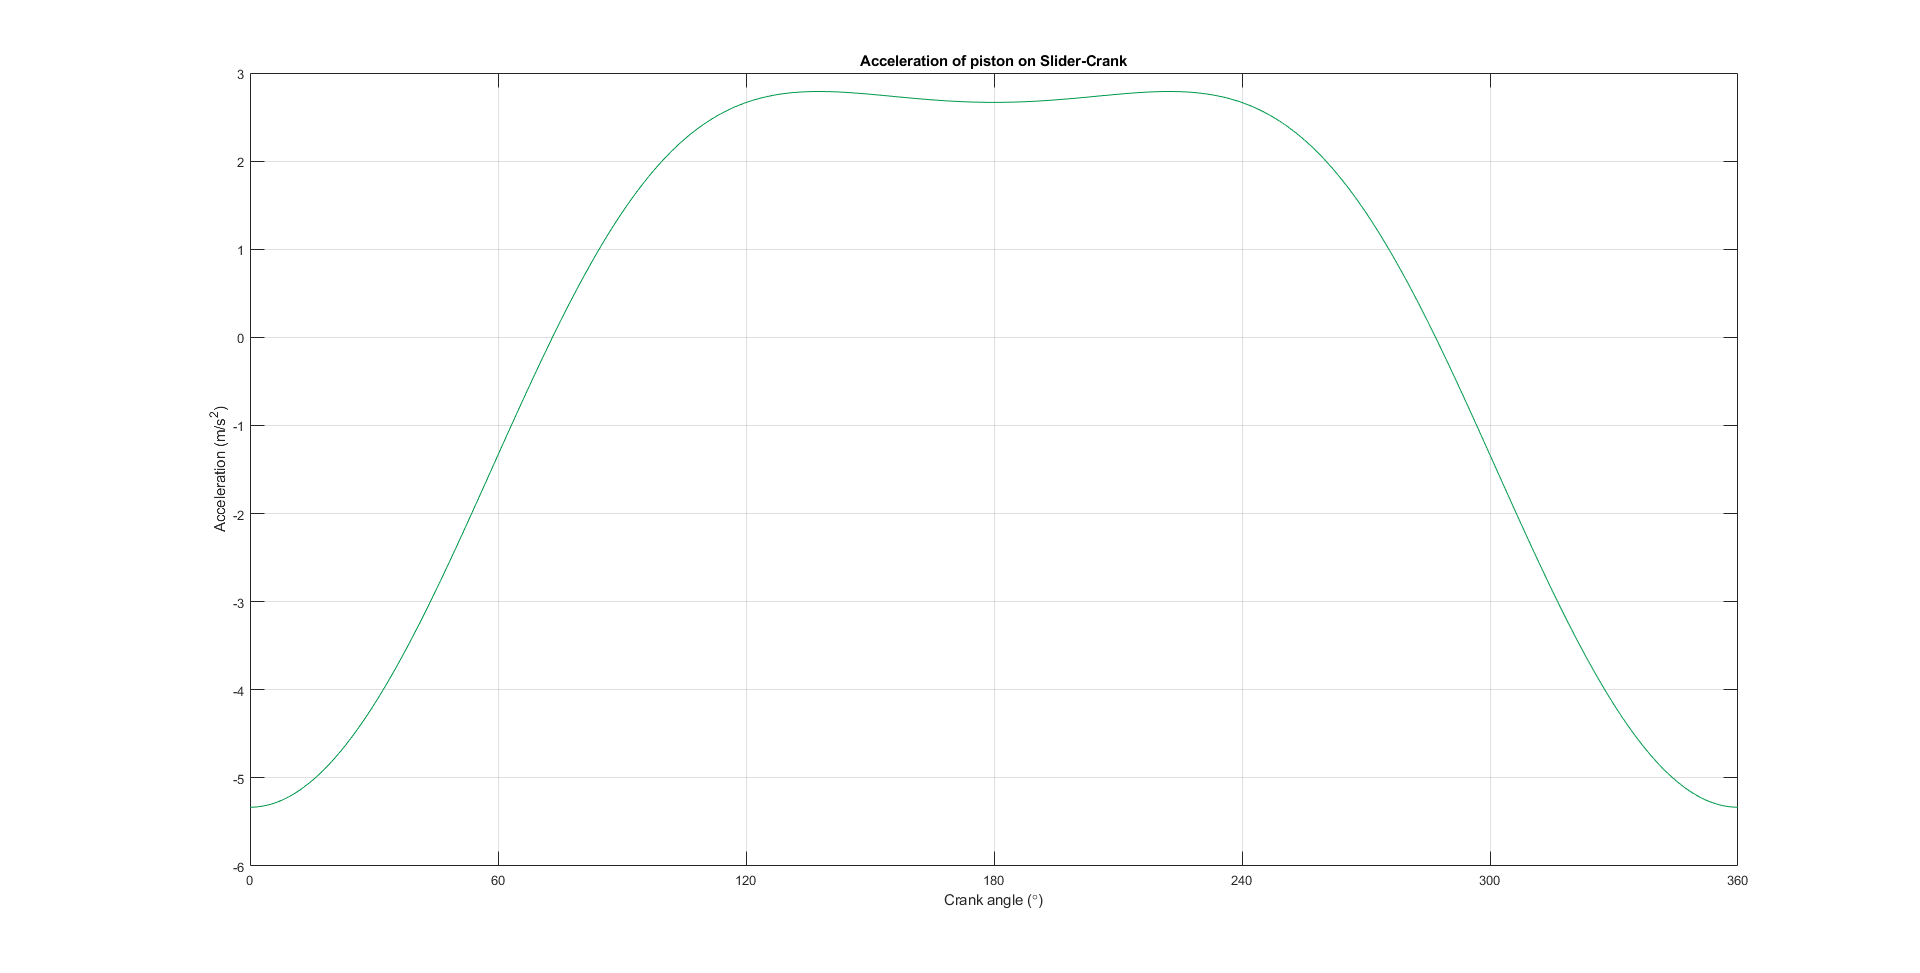 Acceleration of piston on Slider-Crank
3
2
1
0
-1
-2
-3
-4
-5
-6
Acceleration (m/s²)
0 60 120 180 240 300 360
Crank angle (°)